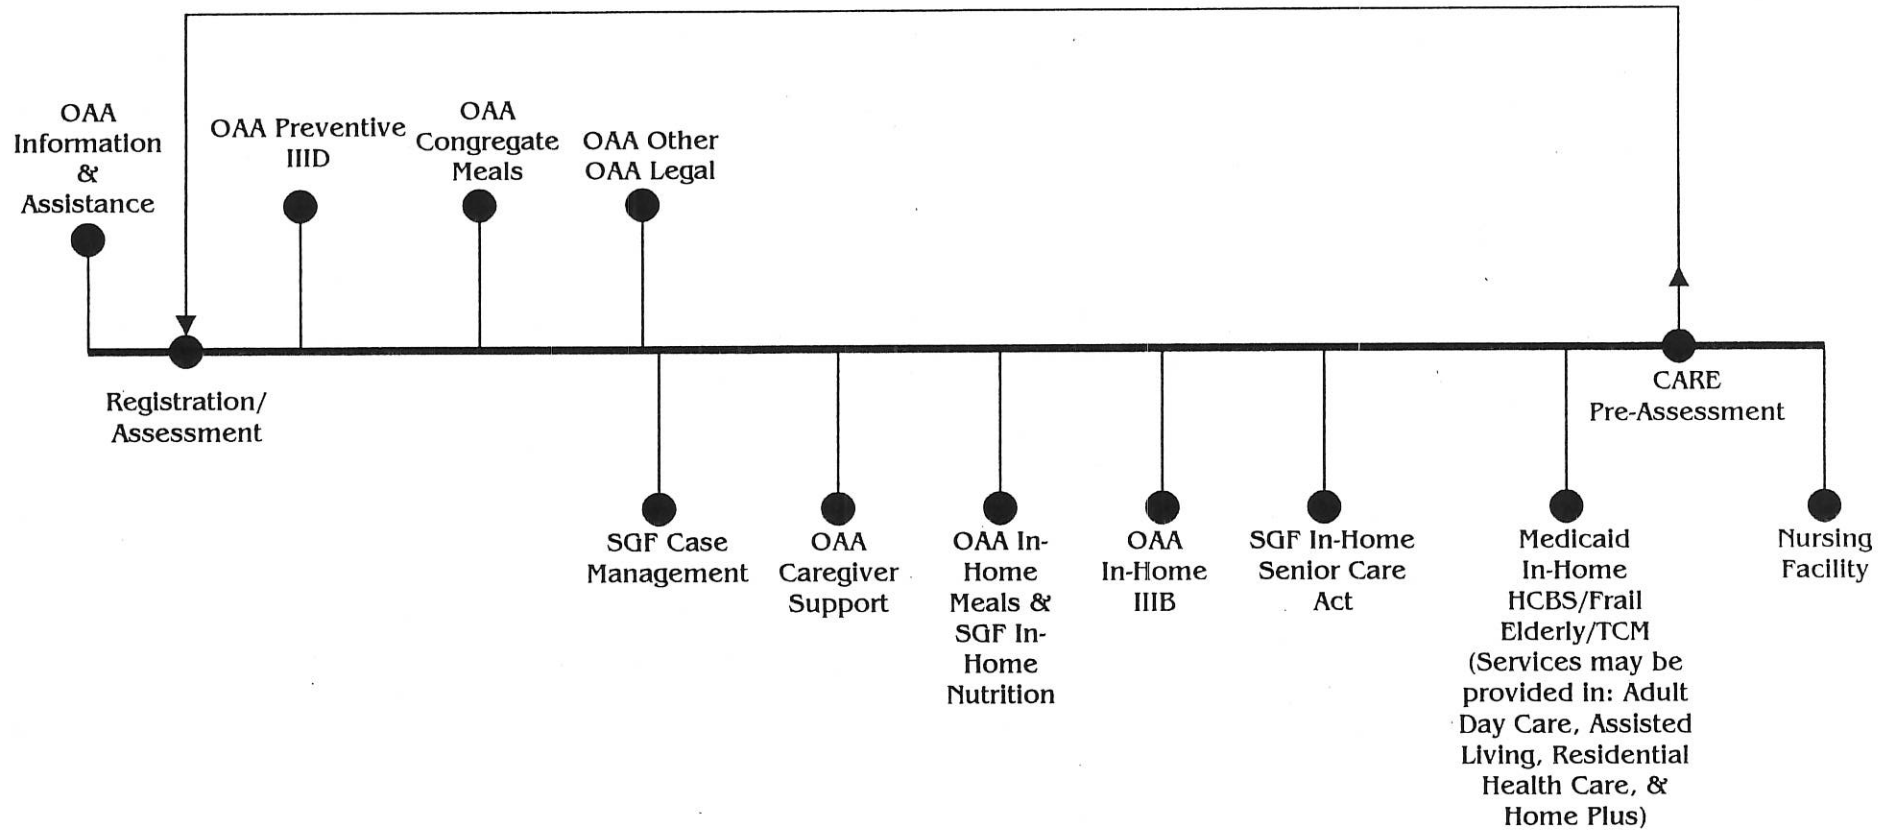 OAA
Information
&
Assistance
OAA Preventive
IIID
OAA
Congregate
Meals
OAA Other
OAA Legal
Registration/
Assessment
CARE
Pre-Assessment
SGF Case
Management
OAA
Caregiver
Support
OAA In-
Home
Meals &
SGF In-
Home
Nutrition
OAA
In-Home
IIIB
SGF In-Home
Senior Care
Act
Medicaid
In-Home
HCBS/Frail
Elderly/TCM
(Services may be
provided in: Adult
Day Care, Assisted
Living, Residential
Health Care, &
Home Plus)
Nursing
Facility